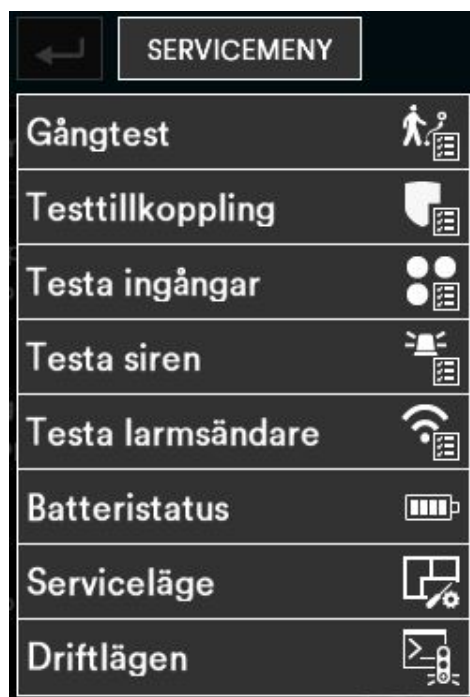 SERVICEMENY
Gångtest
Testtillkoppling
Testa ingångar
Testa siren
Testa larmsändare
Batteristatus
Serviceläge
Driftlägen